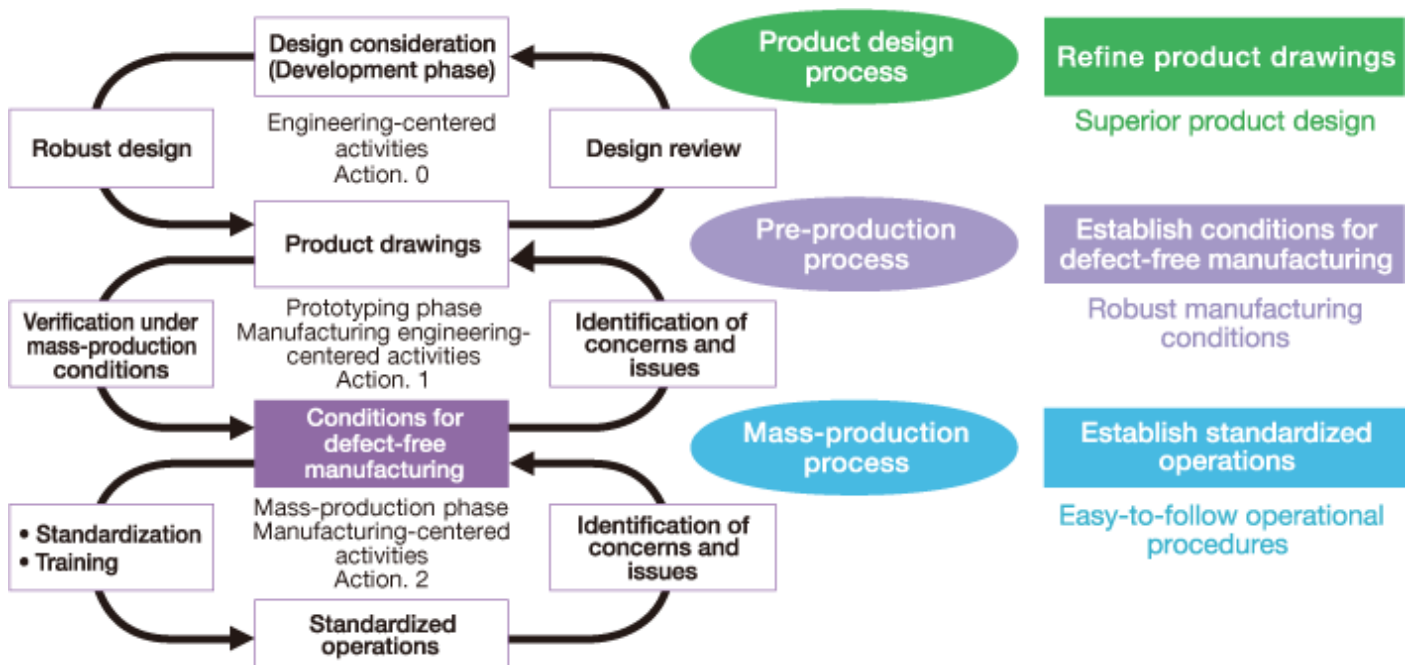 Design consideration
(Development phase)
Robust design
Engineering-centered
activities
Action. 0
Design review
Product drawings
Verification under
mass-production
conditions
Prototyping phase
Manufacturing engineering-
centered activities
Action. 1
Identification of
concerns and
issues
Conditions for
defect-free
manufacturing
• Standardization
• Training
Mass-production phase
Manufacturing-centered
activities
Action. 2
Identification of
concerns and
issues
Standardized
operations
Product design
process
Refine product drawings
Superior product design
Pre-production
process
Establish conditions for
defect-free manufacturing
Robust manufacturing
conditions
Mass-production
process
Establish standardized
operations
Easy-to-follow operational
procedures